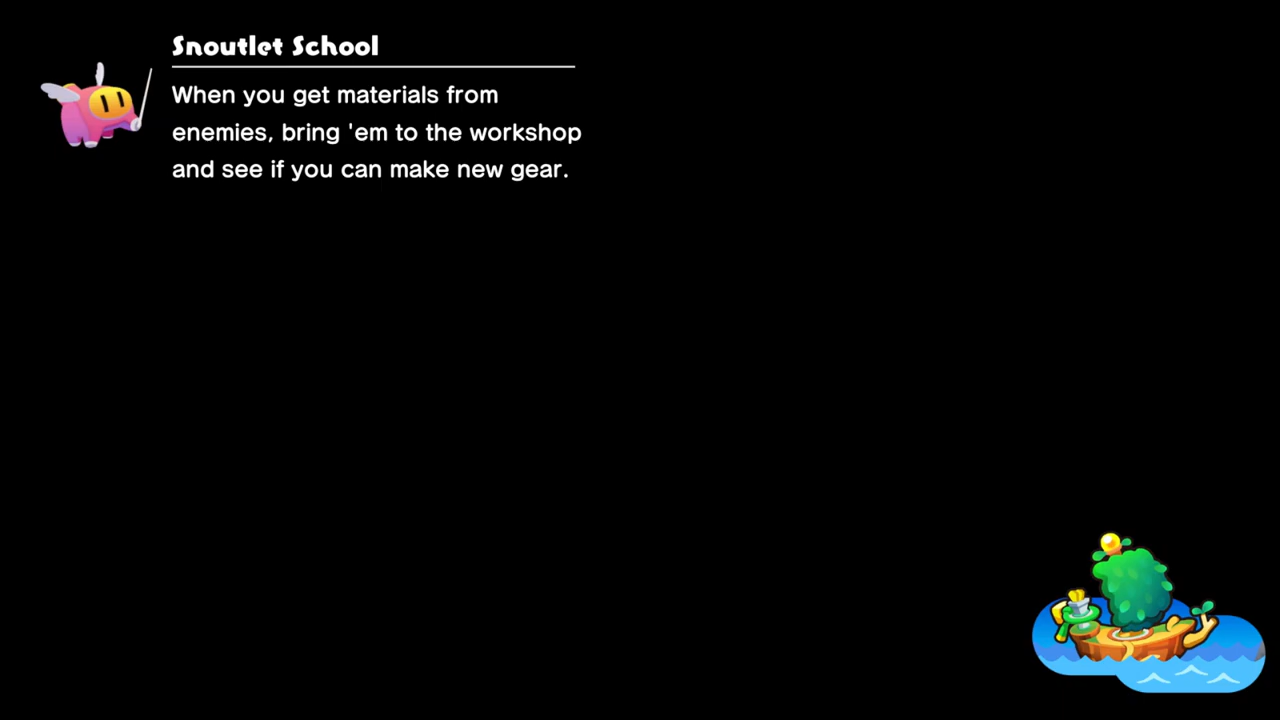 Snoutlet School
When you get materials from
enemies, bring 'em to the workshop
and see if you can make new gear.